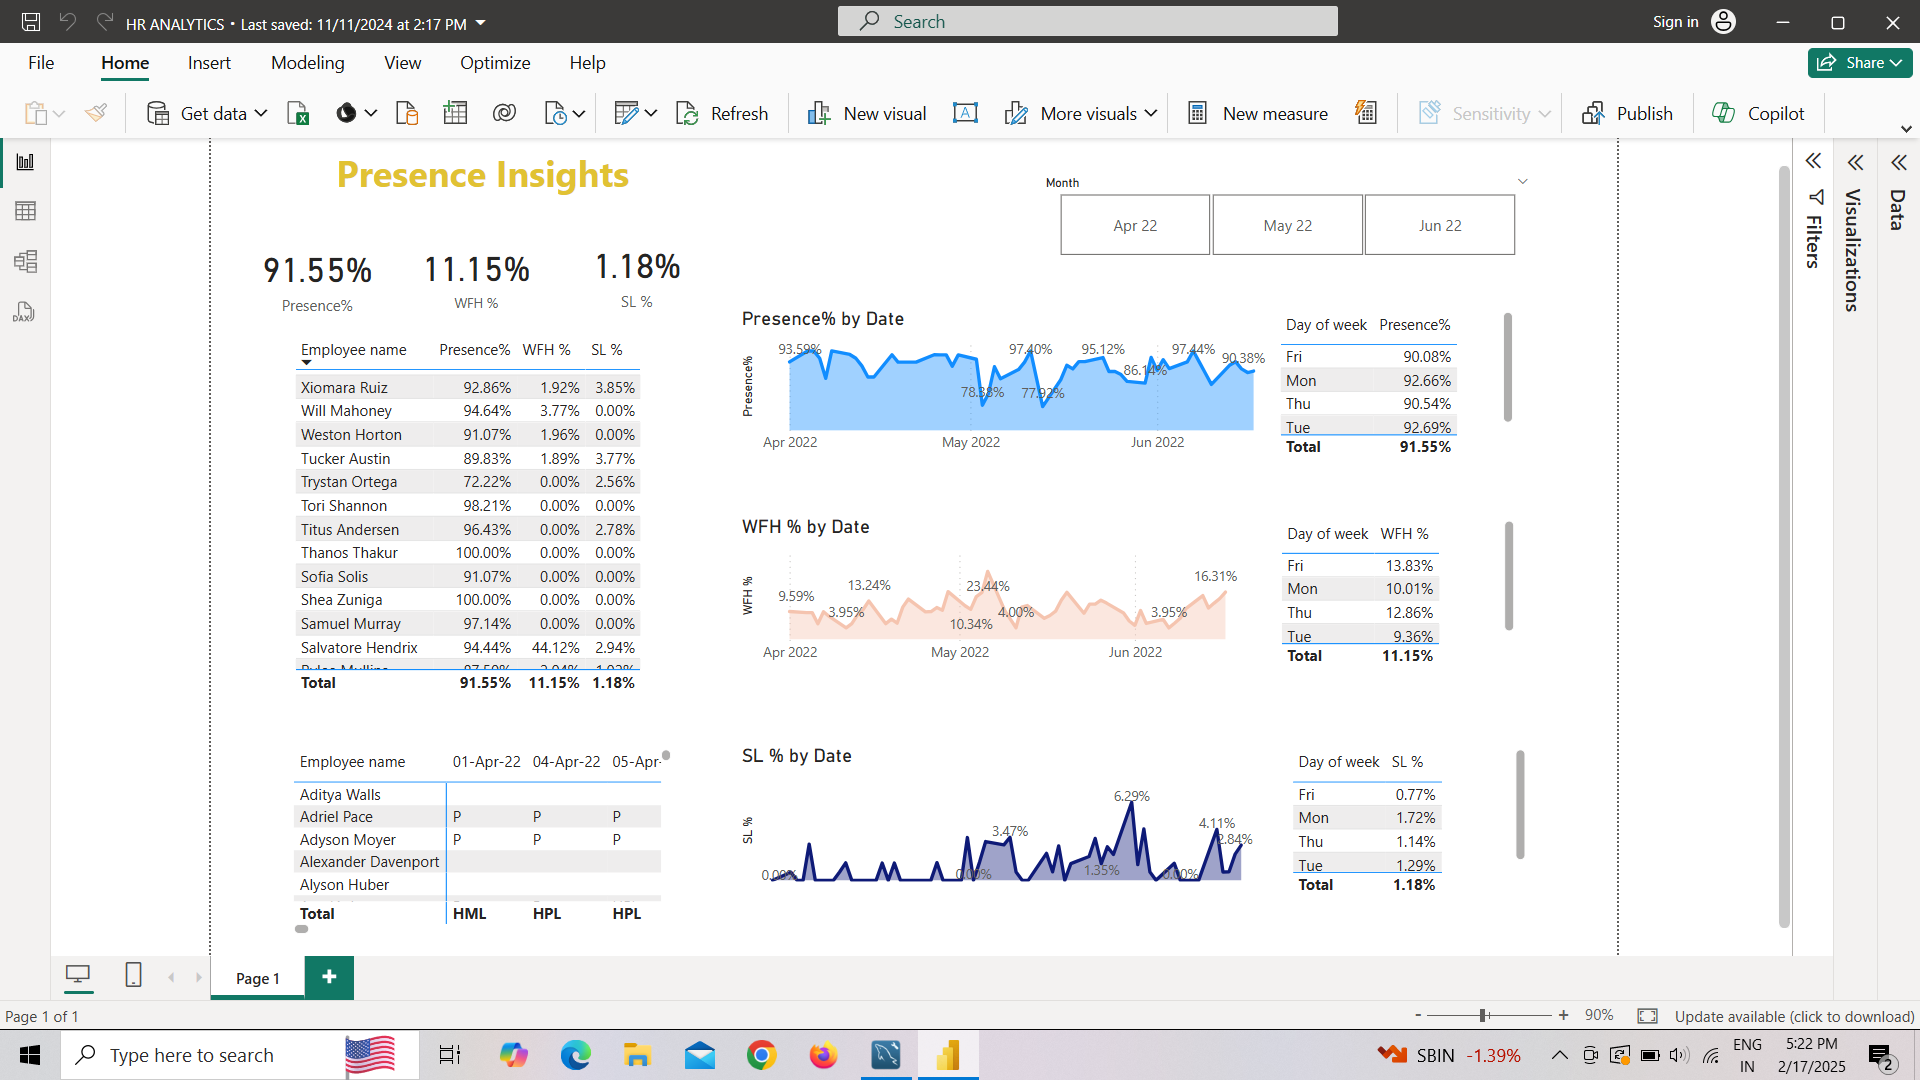 HR ANALYTICS • Last saved: 11/11/2024 at 2:17 PM
Search
Sign in
File Home Insert Modeling View Optimize Help
Share
Get data
Refresh
New visual
More visuals
New measure
Sensitivity
Publish
Copilot
Presence Insights
Month
Apr 22 May 22 Jun 22
91.55% 11.15% 1.18%
Presence% WFH % SL %
Employee name Presence% WFH % SL %
Xiomara Ruiz 92.86% 1.92% 3.85%
Will Mahoney 94.64% 3.77% 0.00%
Weston Horton 91.07% 1.96% 0.00%
Tucker Austin 89.83% 1.89% 3.77%
Trystan Ortega 72.22% 0.00% 2.56%
Tori Shannon 98.21% 0.00% 0.00%
Titus Andersen 96.43% 0.00% 2.78%
Thanos Thakur 100.00% 0.00% 0.00%
Sofia Solis 91.07% 0.00% 0.00%
Shea Zuniga 100.00% 0.00% 0.00%
Samuel Murray 97.14% 0.00% 0.00%
Salvatore Hendrix 94.44% 44.12% 2.94%
Total 91.55% 11.15% 1.18%
Presence% by Date
Presence%
93.59% 97.40% 95.12% 97.44% 90.38%
86.14%
78.38% 77.92%
Apr 2022 May 2022 Jun 2022
Day of week Presence%
Fri 90.08%
Mon 92.66%
Thu 90.54%
Tue 92.69%
Total 91.55%
WFH % by Date
WFH %
9.59% 3.95% 13.24% 10.34% 23.44% 4.00% 3.95% 16.31%
Apr 2022 May 2022 Jun 2022
Day of week WFH %
Fri 13.83%
Mon 10.01%
Thu 12.86%
Tue 9.36%
Total 11.15%
Employee name 01-Apr-22 04-Apr-22 05-Apr-
Aditya Walls
Adriel Pace P P P
Adyson Moyer P P P
Alexander Davenport
Alyson Huber
Total HML HPL HPL
SL % by Date
SL %
0.00% 0.00% 3.47% 1.35% 6.29% 0.00% 4.11% 2.84%
Day of week SL %
Fri 0.77%
Mon 1.72%
Thu 1.14%
Tue 1.29%
Total 1.18%
Filters
Visualizations
Data
DAX
Page 1
+
Page 1 of 1
- + 90%
Update available (click to download)
Type here to search
SBIN -1.39%
ENG
IN
5:22 PM
2/17/2025
2